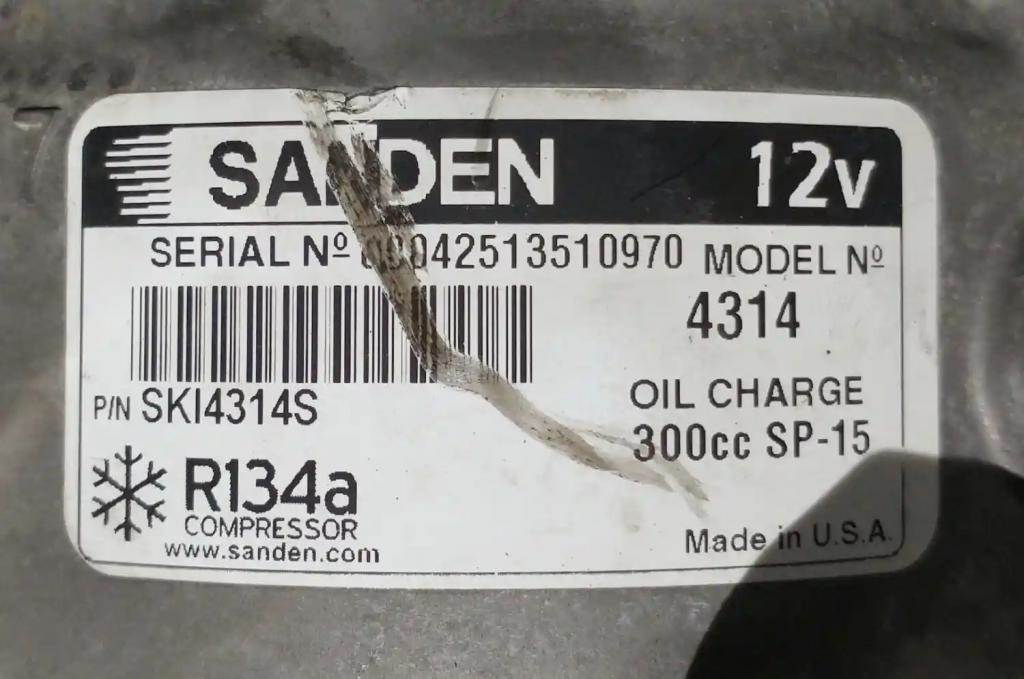 SANDEN 12v
SERIAL Nº 09042513510970 MODEL Nº
4314
P/N SKI4314S
OIL CHARGE
300cc SP-15
R134a
COMPRESSOR
www.sanden.com
Made in U.S.A.